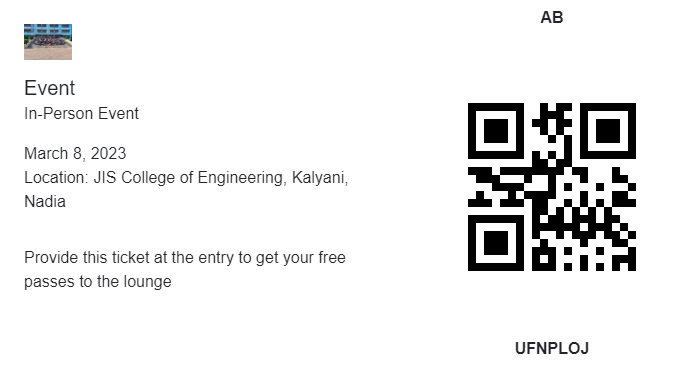 AB
Event
In-Person Event
March 8, 2023
Location: JIS College of Engineering, Kalyani,
Nadia
Provide this ticket at the entry to get your free
passes to the lounge
UFNPLOJ